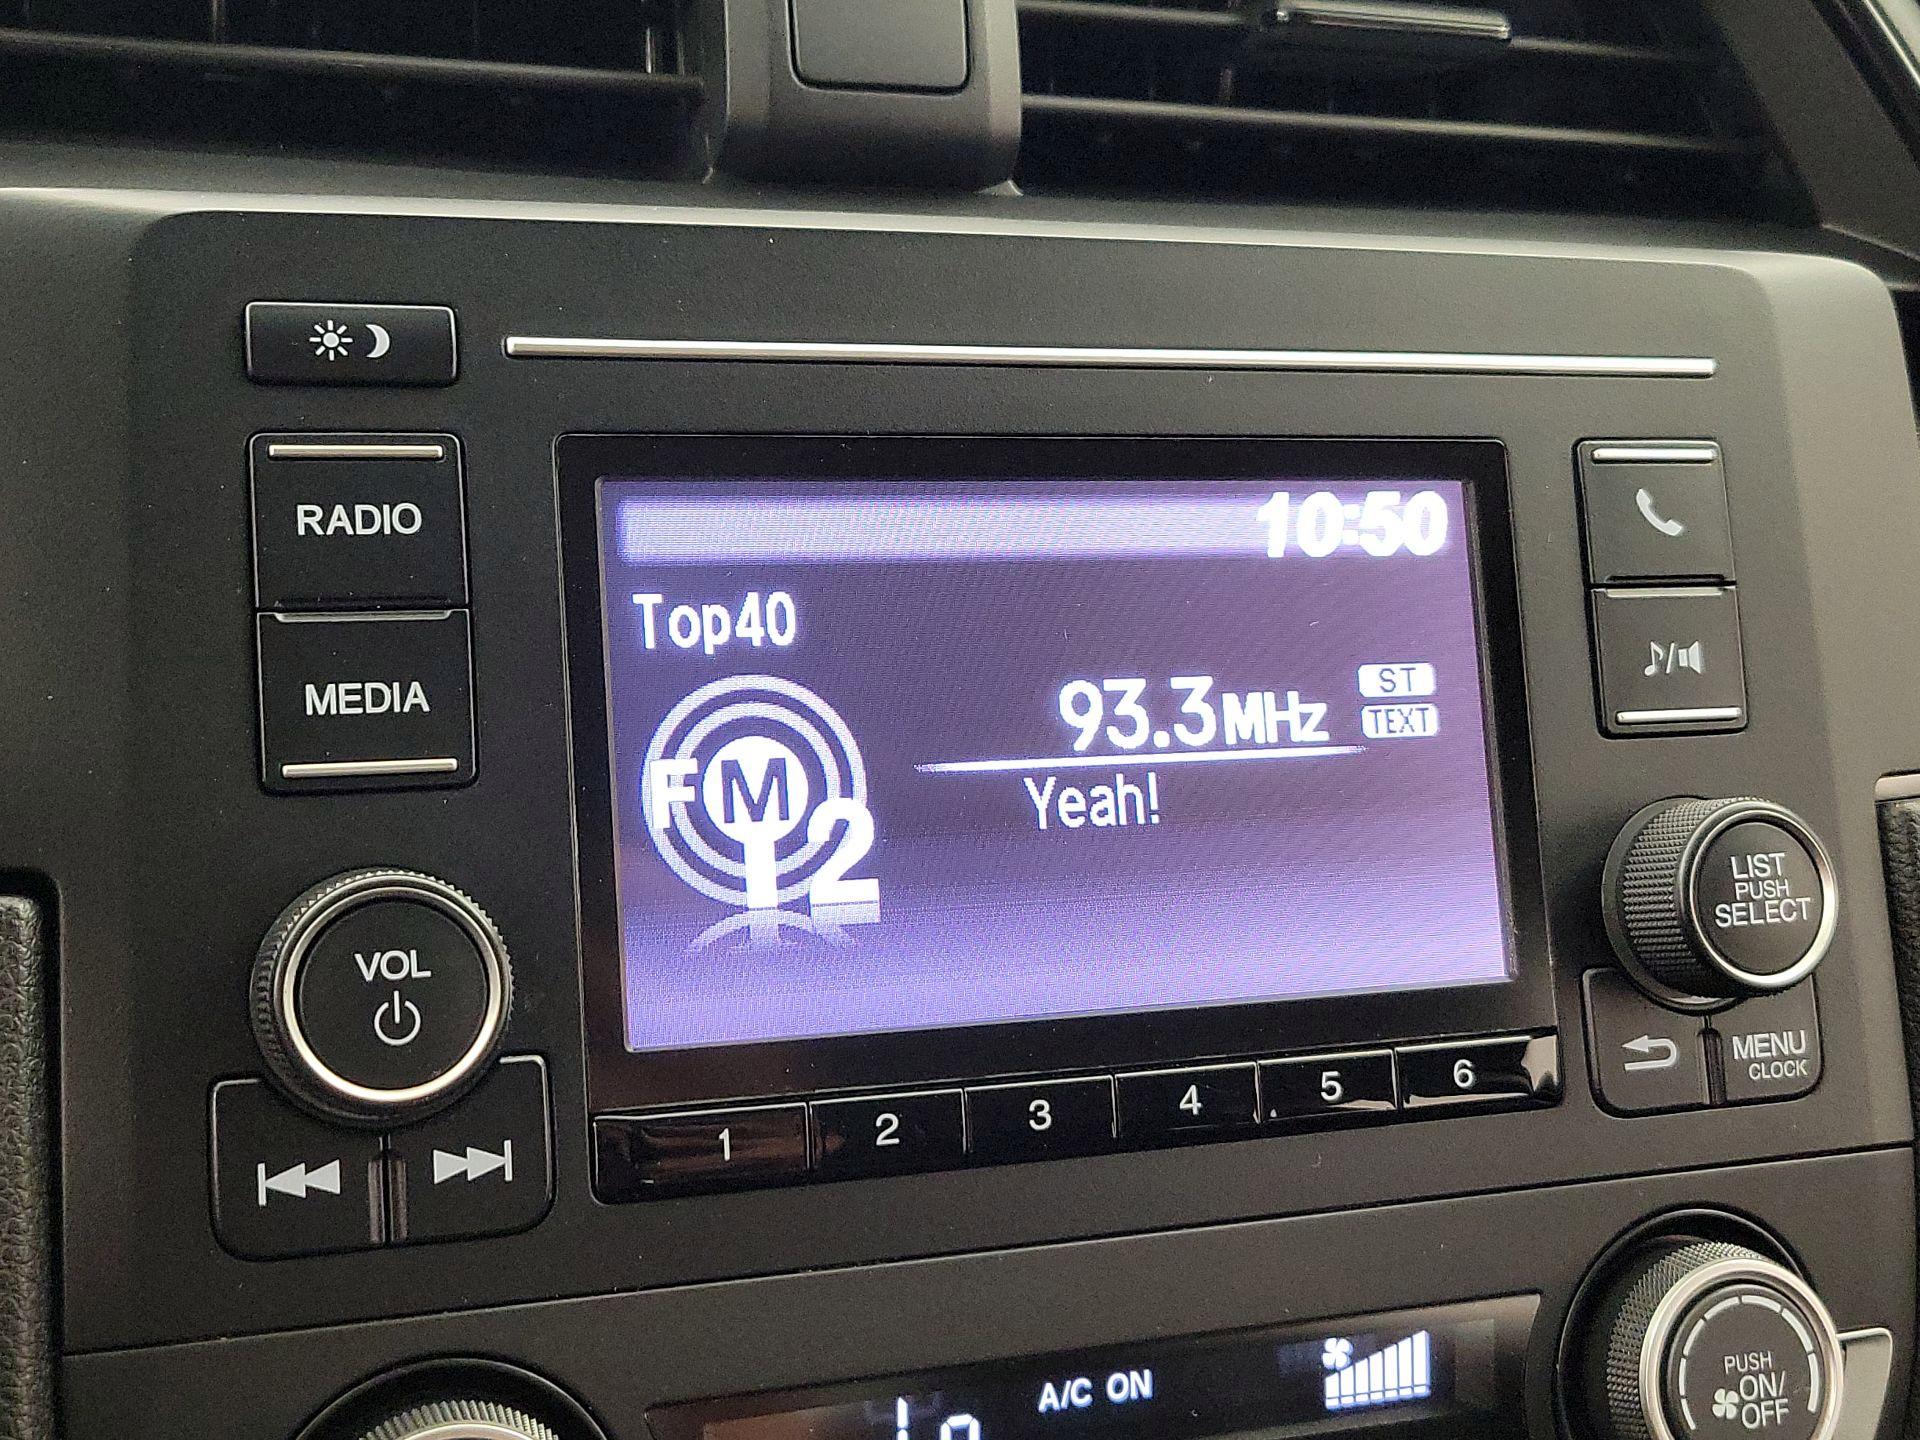 RADIO
MEDIA
VOL
10:50
Top40
FM
2
93.3MHz
ST
TEXT
Yeah!
LIST
PUSH
SELECT
MENU
CLOCK
1 2 3 4 5 6
A/C ON
Lo
PUSH
ON/
OFF